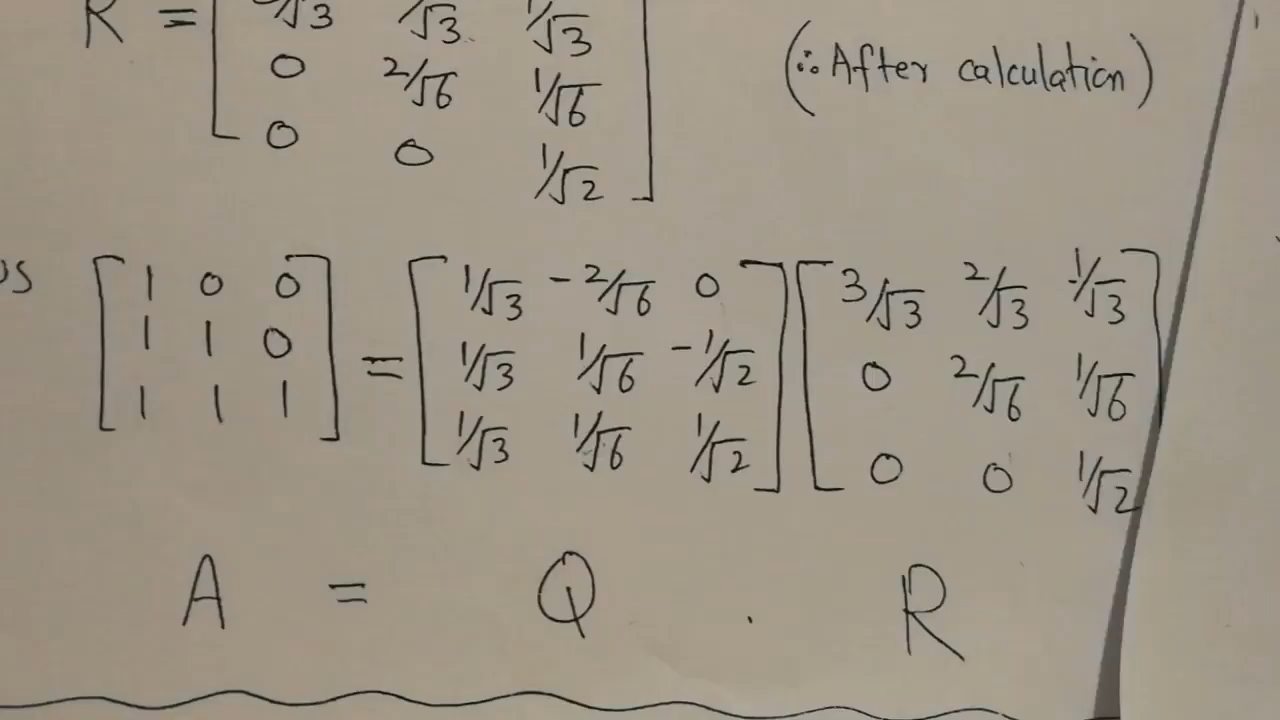 R = [ /√3 /√3 1/√3
0 2/√6 1/√6
0 0 1/√2 ]
(∴ After calculation)
[ 1 0 0 ] = [ 1/√3 -2/√6 0 ] [ 3/√3 2/√3 1/√3 ]
[ 1 1 0 ] [ 1/√3 1/√6 -1/√2 ] [ 0 2/√6 1/√6 ]
[ 1 1 1 ] [ 1/√3 1/√6 1/√2 ] [ 0 0 1/√2 ]
A = Q . R